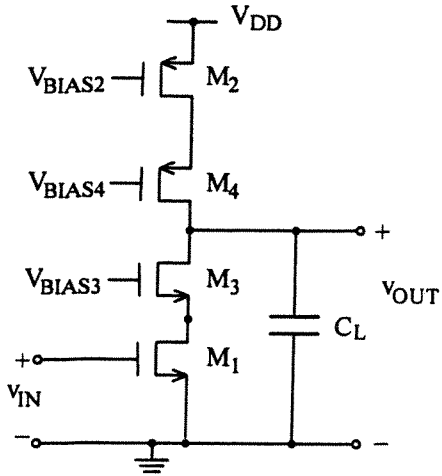 V_DD
V_BIAS2
M_2
V_BIAS4
M_4
+
V_BIAS3
M_3
v_OUT
C_L
+
M_1
v_IN
−
−